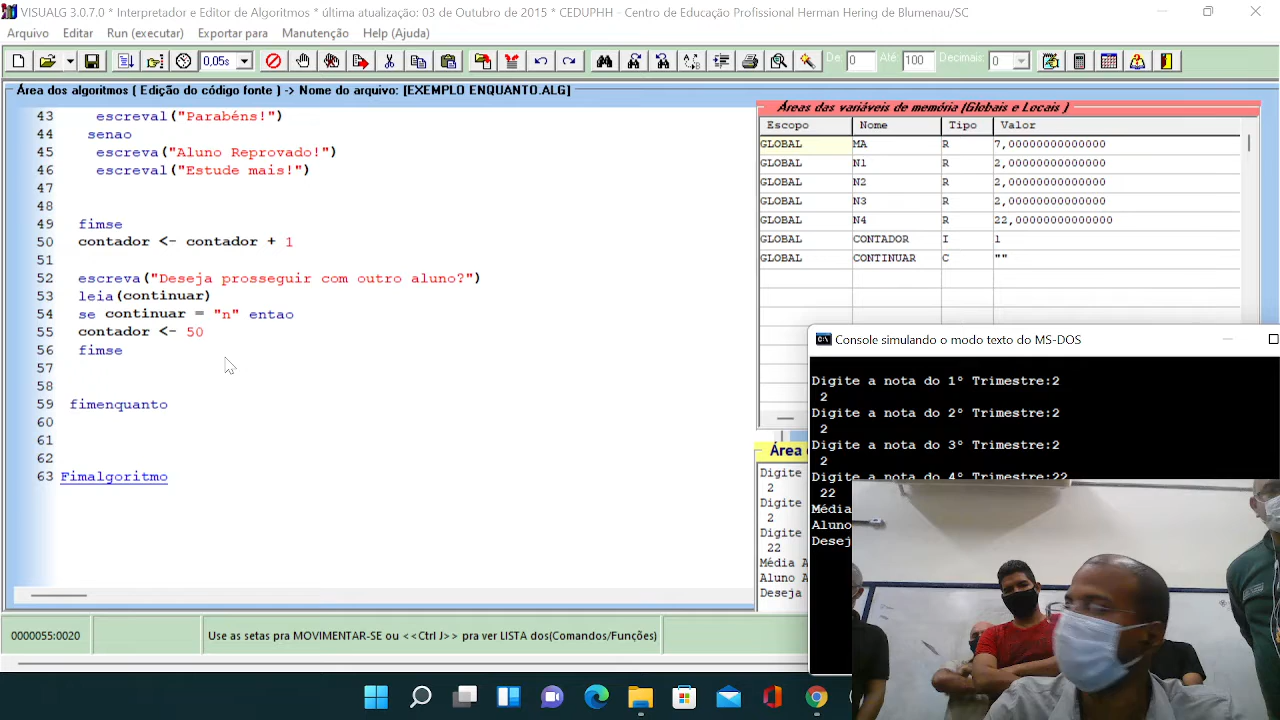 VISUALG 3.0.7.0 * Interpretador e Editor de Algoritmos * última atualização: 03 de Outubro de 2015 * CEDUPHH - Centro de Educação Profissional Herman Hering de Blumenau/SC
Arquivo Editar Run (executar) Exportar para Manutenção Help (Ajuda)
0,05s De: 0 Até: 100 Decimais: 0
Área dos algoritmos ( Edição do código fonte ) -> Nome do arquivo: [EXEMPLO ENQUANTO.ALG]
43 escreval("Parabéns!")
44 senao
45 escreva("Aluno Reprovado!")
46 escreval("Estude mais!")
47
48
49 fimse
50 contador <- contador + 1
51
52 escreva("Deseja prosseguir com outro aluno?")
53 leia(continuar)
54 se continuar = "n" entao
55 contador <- 50
56 fimse
57
58
59 fimenquanto
60
61
62
63 Fimalgoritmo
Áreas das variáveis de memória (Globais e Locais )
Escopo Nome Tipo Valor
GLOBAL MA R 7,00000000000000
GLOBAL N1 R 2,00000000000000
GLOBAL N2 R 2,00000000000000
GLOBAL N3 R 2,00000000000000
GLOBAL N4 R 22,00000000000000
GLOBAL CONTADOR I 1
GLOBAL CONTINUAR C ""
Área
Digite
2
Digite
2
Digite
22
Média A
Aluno A
Deseja
Console simulando o modo texto do MS-DOS
Digite a nota do 1º Trimestre:2
2
Digite a nota do 2º Trimestre:2
2
Digite a nota do 3º Trimestre:2
2
Digite a nota do 4º Trimestre:22
22
Média
Aluno
Desej
0000055:0020 Use as setas pra MOVIMENTAR-SE ou <<Ctrl J>> pra ver LISTA dos(Comandos/Funções)